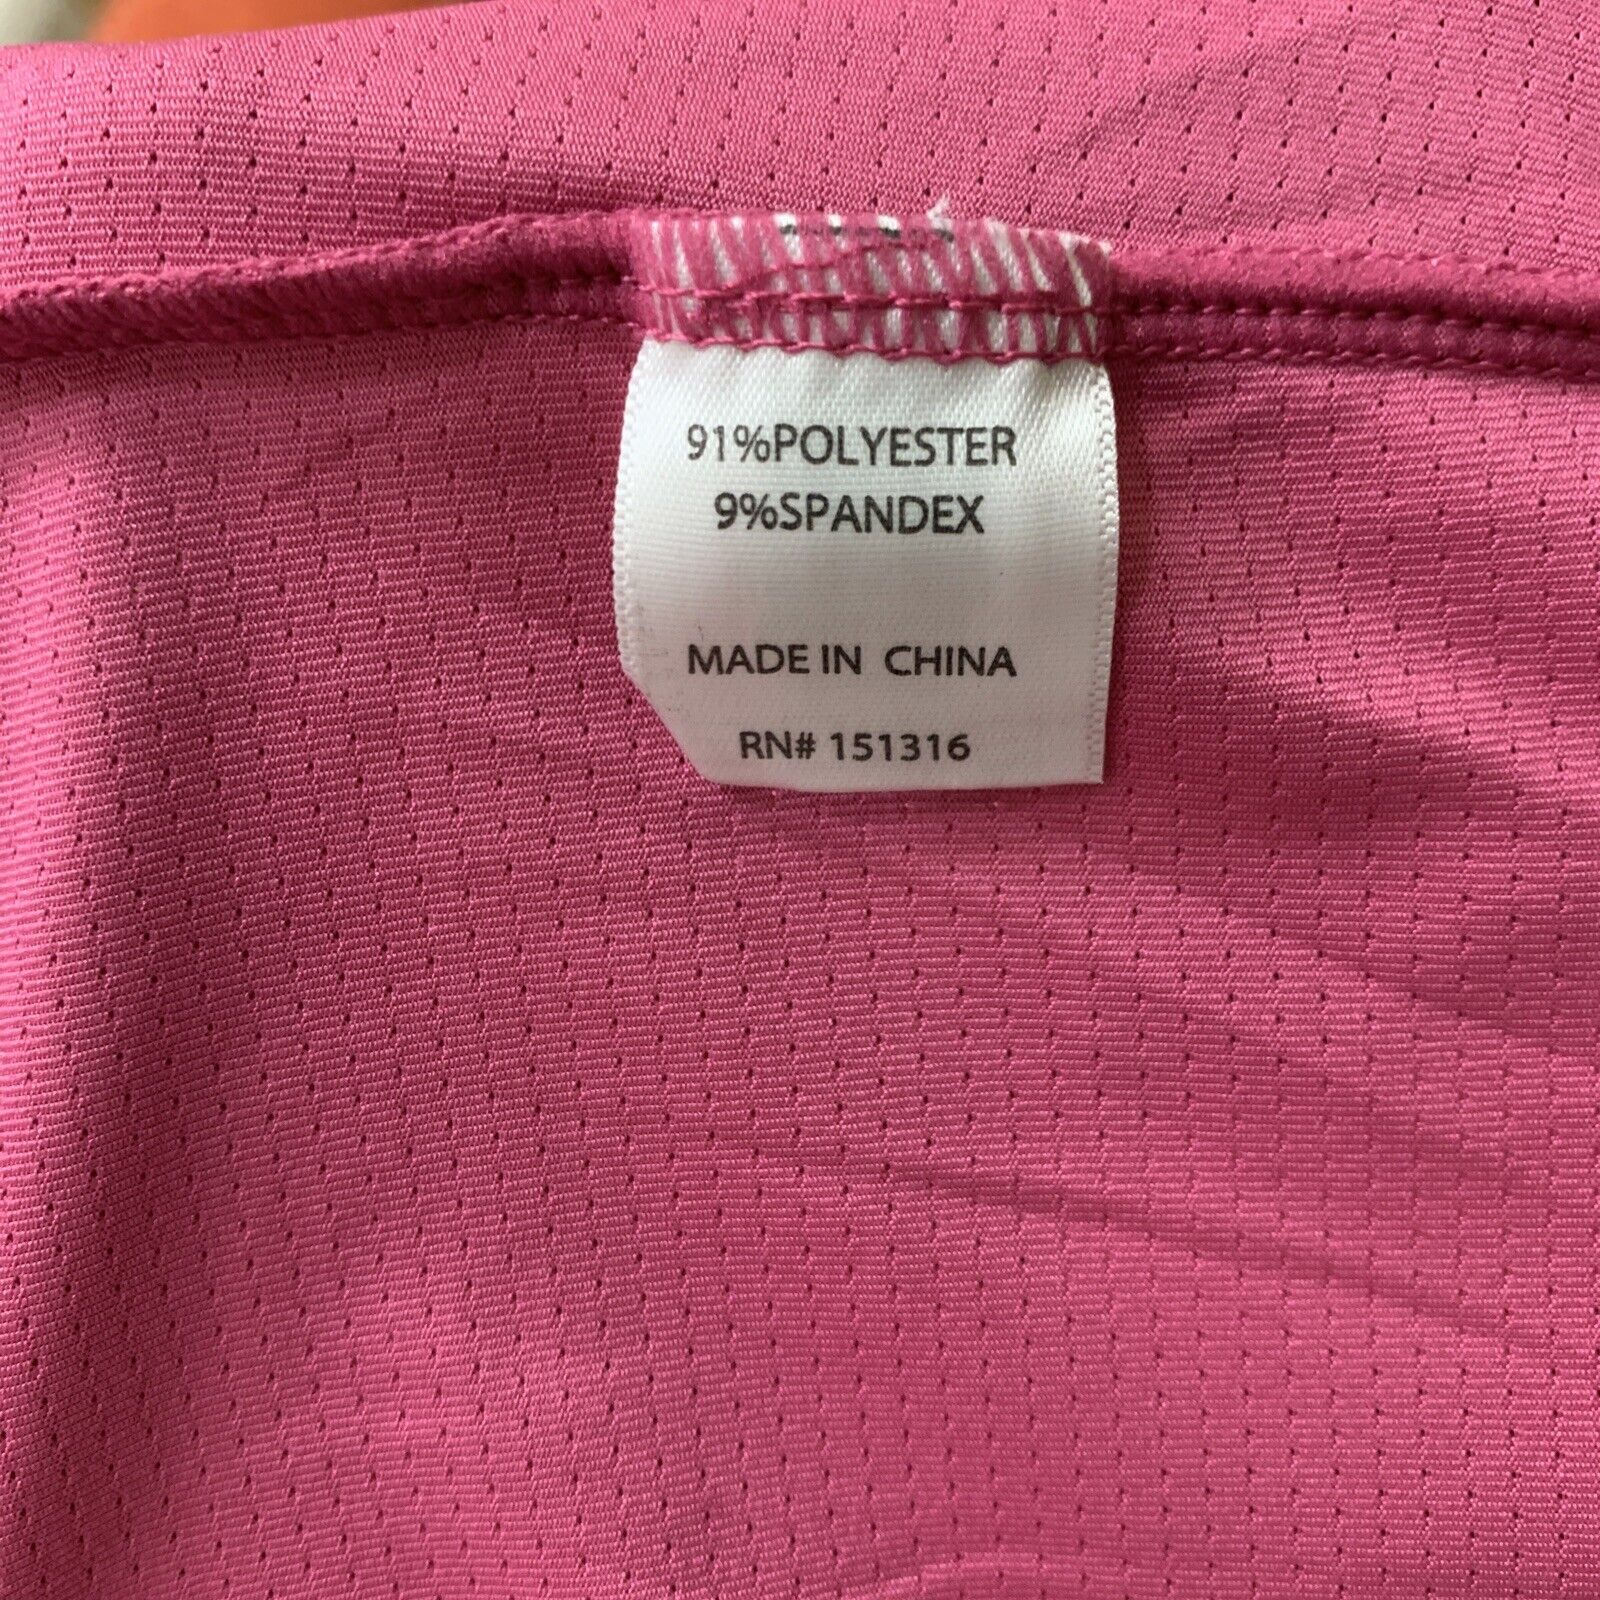 91%POLYESTER
9%SPANDEX
MADE IN CHINA
RN# 151316